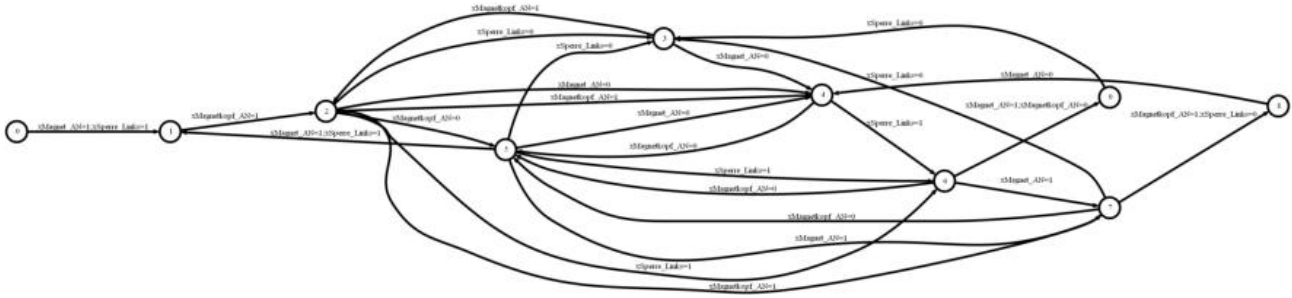 xMagnetkopf_AN=1
xSperre_Links=0
xSperre_Links=0
3
xSperre_Links=0
xMagnet_AN=0
xSperre_Links=0
xMagnet_AN=0
xMagnet_AN=0
xMagnetkopf_AN=1
4
8
2
xMagnet_AN=1;xMagnetkopf_AN=0
xMagnetkopf_AN=1
xMagnetkopf_AN=0
xMagnet_AN=0
xMagnetkopf_AN=1;xSperre_Links=0
xSperre_Links=1
0
xMagnet_AN=1;xSperre_Links=1
1
xMagnet_AN=1;xSperre_Links=1
5
xMagnetkopf_AN=0
xSperre_Links=1
xMagnet_AN=1
xMagnetkopf_AN=0
7
xMagnetkopf_AN=0
xMagnet_AN=1
xSperre_Links=1
xMagnetkopf_AN=1